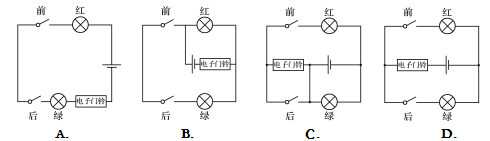 前 红 前 红 前 红 前 红
电子门铃 电子门铃 电子门铃
后 绿 电子门铃 后 绿 后 绿 后 绿
A. B. C. D.